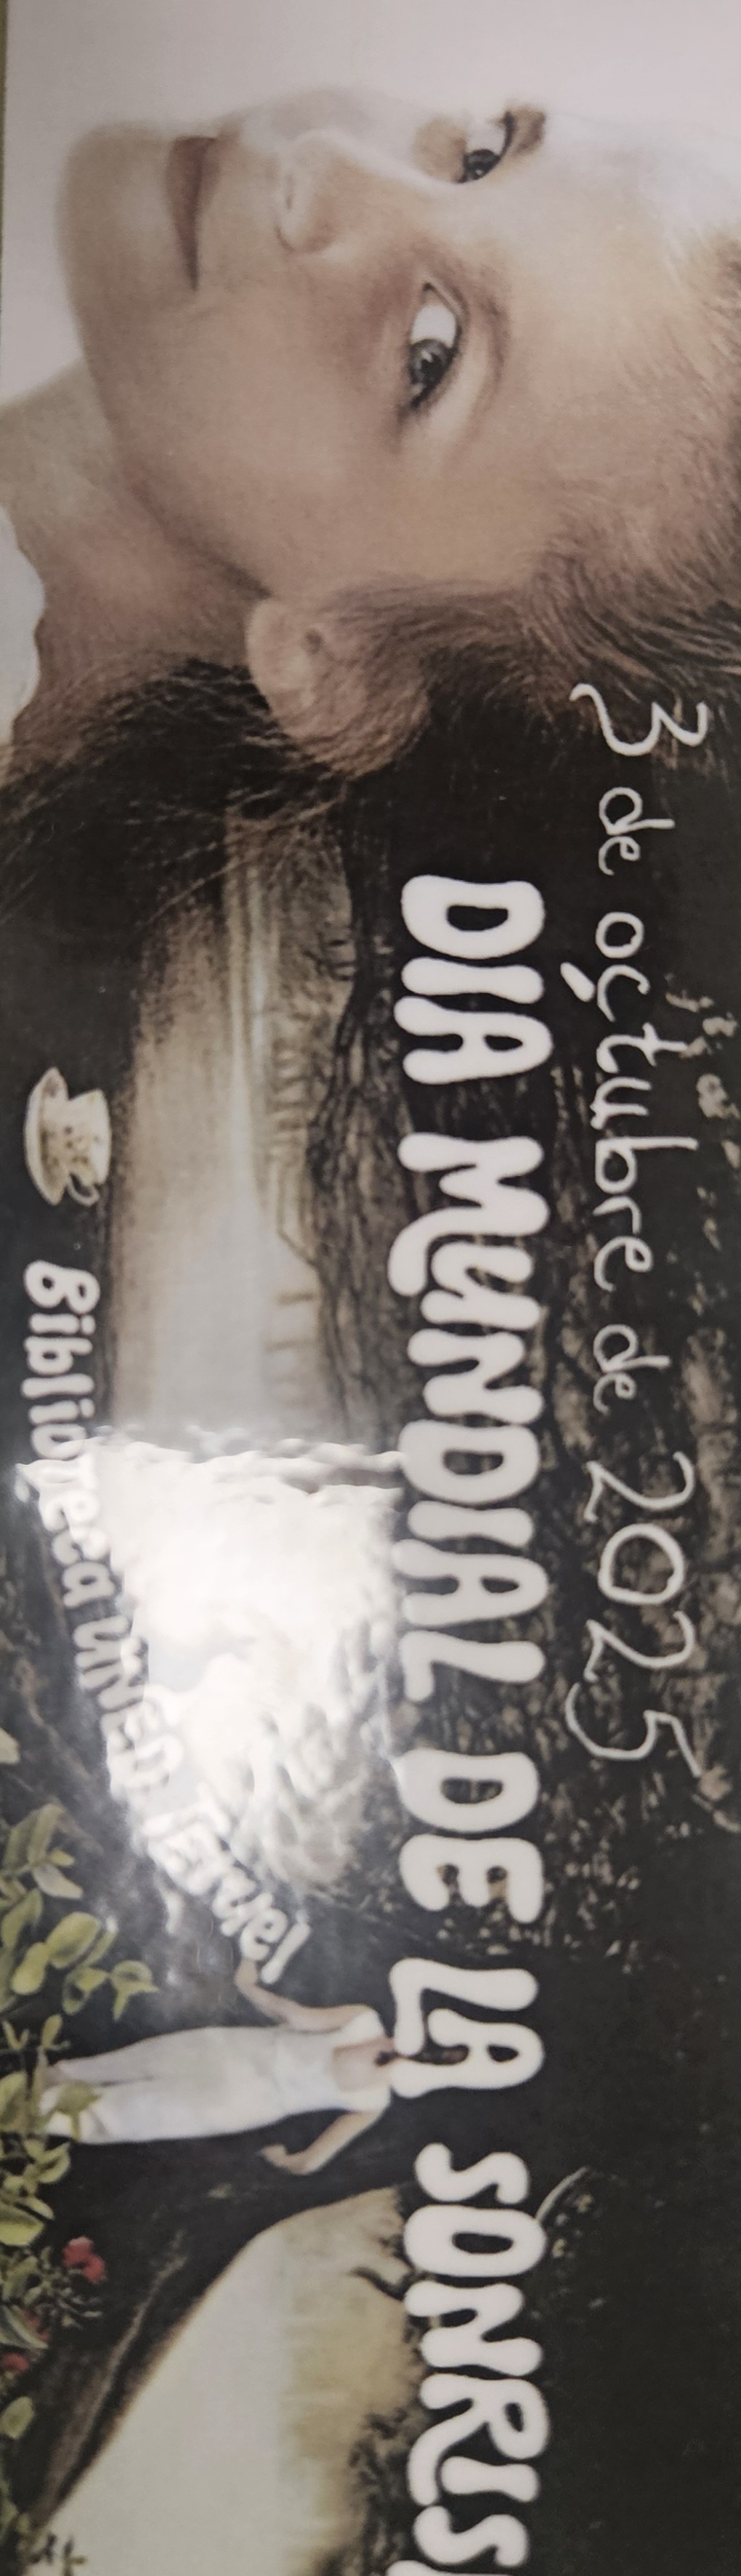 3 de octubre de 2025
DIA MUNDIAL DE LA SONRIS
Biblioteca UNED Teruel